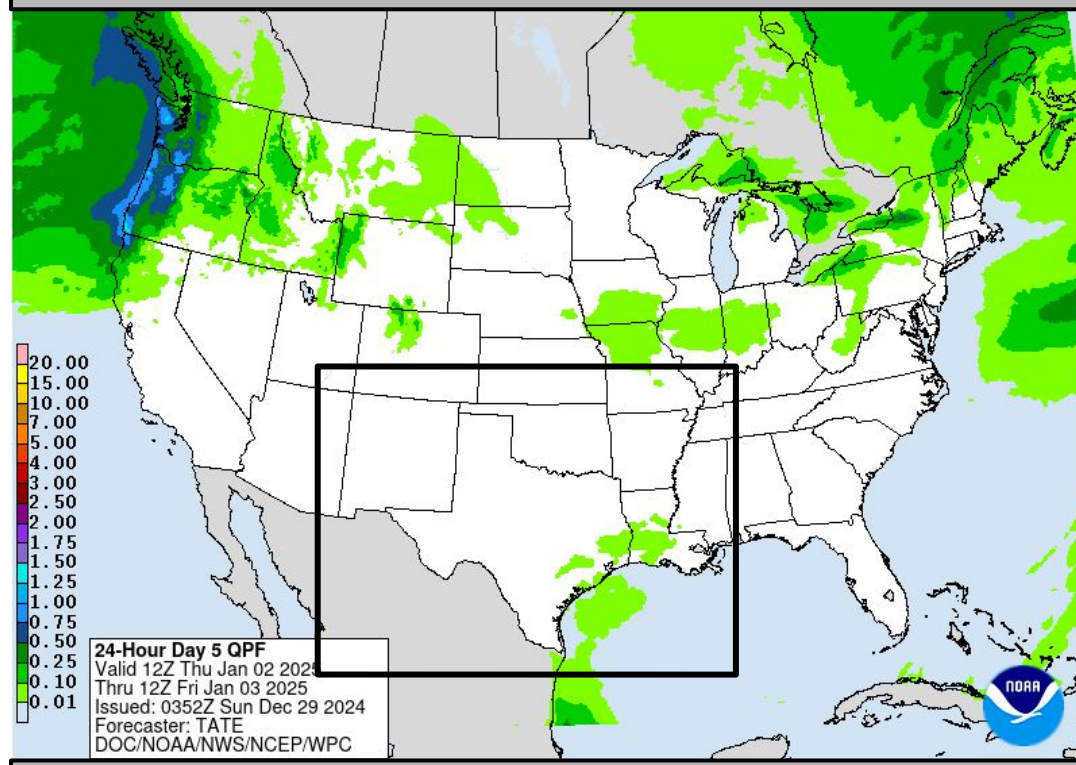 20.00
15.00
10.00
7.00
5.00
4.00
3.00
2.50
2.00
1.75
1.50
1.25
1.00
0.75
0.50
0.25
0.10
0.01
24-Hour Day 5 QPF
Valid 12Z Thu Jan 02 2025
Thru 12Z Fri Jan 03 2025
Issued: 0352Z Sun Dec 29 2024
Forecaster: TATE
DOC/NOAA/NWS/NCEP/WPC
NOAA